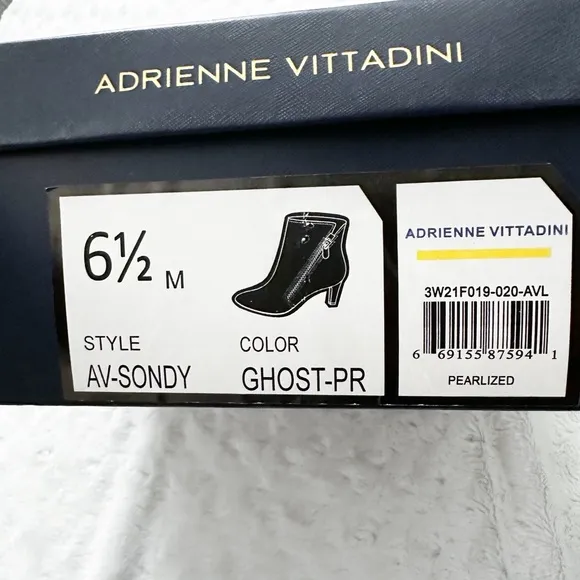 ADRIENNE VITTADINI
6½ M
STYLE
AV-SONDY
COLOR
GHOST-PR
ADRIENNE VITTADINI
3W21F019-020-AVL
6 69155 87594 1
PEARLIZED